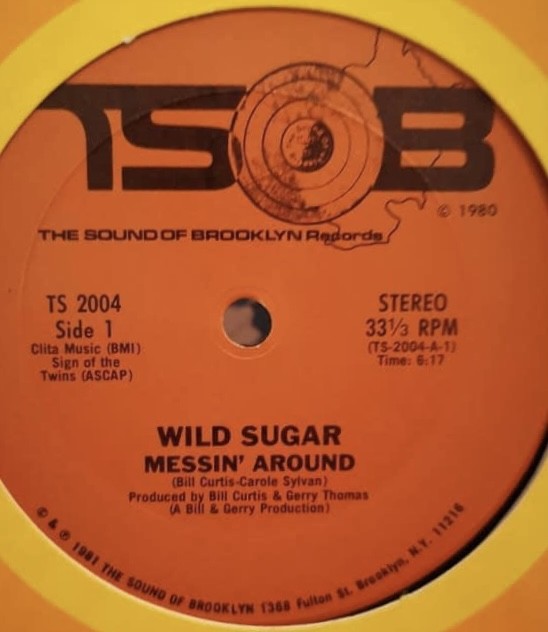 TSOB
© 1980
THE SOUND OF BROOKLYN Records
TS 2004
Side 1
Clita Music (BMI)
Sign of the
Twins (ASCAP)
STEREO
33⅓ RPM
(TS-2004-A-1)
Time: 6:17
WILD SUGAR
MESSIN' AROUND
(Bill Curtis-Carole Sylvan)
Produced by Bill Curtis & Gerry Thomas
(A Bill & Gerry Production)
© & ℗ 1981 THE SOUND OF BROOKLYN 1368 Fulton St. Brooklyn, N.Y. 11216